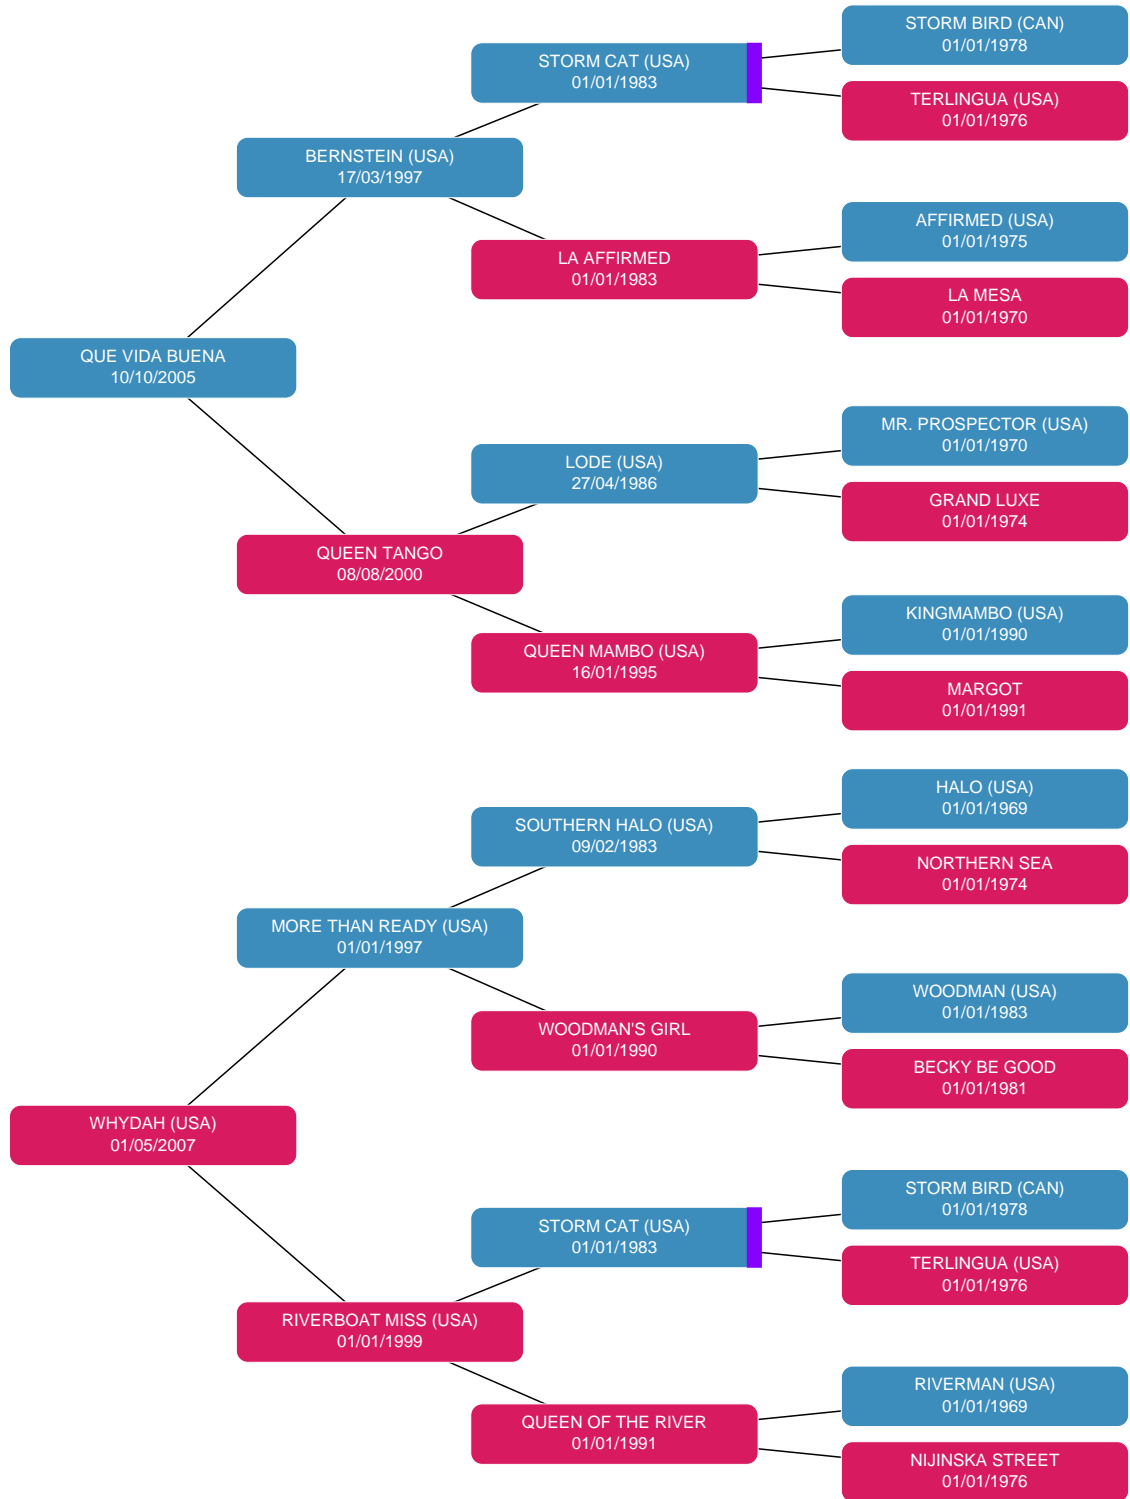 STORM BIRD (CAN)
01/01/1978
STORM CAT (USA)
01/01/1983
TERLINGUA (USA)
01/01/1976
BERNSTEIN (USA)
17/03/1997
AFFIRMED (USA)
01/01/1975
LA AFFIRMED
01/01/1983
LA MESA
01/01/1970
QUE VIDA BUENA
10/10/2005
MR. PROSPECTOR (USA)
01/01/1970
LODE (USA)
27/04/1986
GRAND LUXE
01/01/1974
QUEEN TANGO
08/08/2000
KINGMAMBO (USA)
01/01/1990
QUEEN MAMBO (USA)
16/01/1995
MARGOT
01/01/1991
HALO (USA)
01/01/1969
SOUTHERN HALO (USA)
09/02/1983
NORTHERN SEA
01/01/1974
MORE THAN READY (USA)
01/01/1997
WOODMAN (USA)
01/01/1983
WOODMAN'S GIRL
01/01/1990
BECKY BE GOOD
01/01/1981
WHYDAH (USA)
01/05/2007
STORM BIRD (CAN)
01/01/1978
STORM CAT (USA)
01/01/1983
TERLINGUA (USA)
01/01/1976
RIVERBOAT MISS (USA)
01/01/1999
RIVERMAN (USA)
01/01/1969
QUEEN OF THE RIVER
01/01/1991
NIJINSKA STREET
01/01/1976